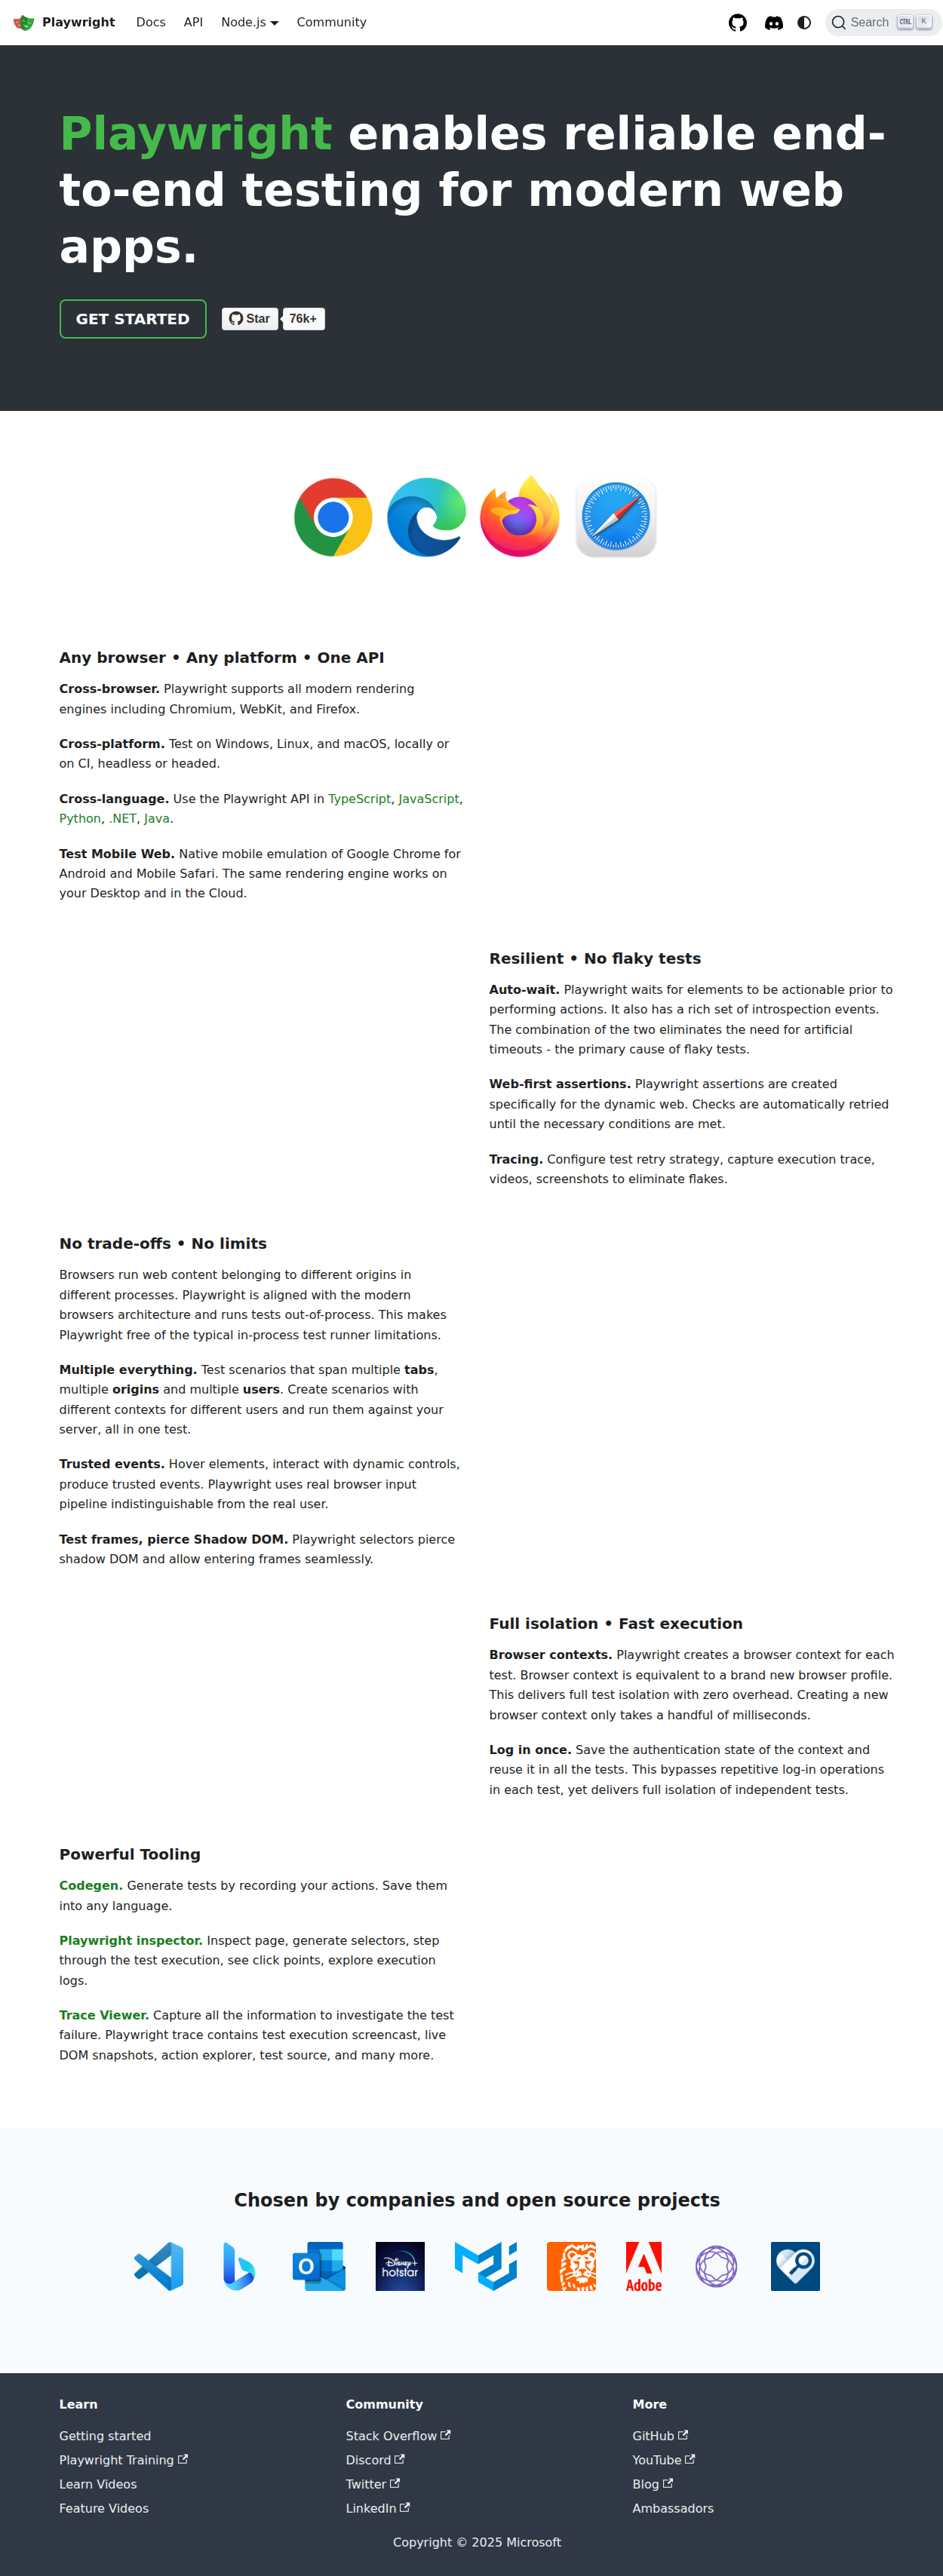 Playwright Docs API Node.js Community Search CTRL K
Playwright enables reliable end-
to-end testing for modern web
apps.
GET STARTED Star 76k+
Any browser • Any platform • One API
Cross-browser. Playwright supports all modern rendering
engines including Chromium, WebKit, and Firefox.
Cross-platform. Test on Windows, Linux, and macOS, locally or
on CI, headless or headed.
Cross-language. Use the Playwright API in TypeScript, JavaScript,
Python, .NET, Java.
Test Mobile Web. Native mobile emulation of Google Chrome for
Android and Mobile Safari. The same rendering engine works on
your Desktop and in the Cloud.
Resilient • No flaky tests
Auto-wait. Playwright waits for elements to be actionable prior to
performing actions. It also has a rich set of introspection events.
The combination of the two eliminates the need for artificial
timeouts - the primary cause of flaky tests.
Web-first assertions. Playwright assertions are created
specifically for the dynamic web. Checks are automatically retried
until the necessary conditions are met.
Tracing. Configure test retry strategy, capture execution trace,
videos, screenshots to eliminate flakes.
No trade-offs • No limits
Browsers run web content belonging to different origins in
different processes. Playwright is aligned with the modern
browsers architecture and runs tests out-of-process. This makes
Playwright free of the typical in-process test runner limitations.
Multiple everything. Test scenarios that span multiple tabs,
multiple origins and multiple users. Create scenarios with
different contexts for different users and run them against your
server, all in one test.
Trusted events. Hover elements, interact with dynamic controls,
produce trusted events. Playwright uses real browser input
pipeline indistinguishable from the real user.
Test frames, pierce Shadow DOM. Playwright selectors pierce
shadow DOM and allow entering frames seamlessly.
Full isolation • Fast execution
Browser contexts. Playwright creates a browser context for each
test. Browser context is equivalent to a brand new browser profile.
This delivers full test isolation with zero overhead. Creating a new
browser context only takes a handful of milliseconds.
Log in once. Save the authentication state of the context and
reuse it in all the tests. This bypasses repetitive log-in operations
in each test, yet delivers full isolation of independent tests.
Powerful Tooling
Codegen. Generate tests by recording your actions. Save them
into any language.
Playwright inspector. Inspect page, generate selectors, step
through the test execution, see click points, explore execution
logs.
Trace Viewer. Capture all the information to investigate the test
failure. Playwright trace contains test execution screencast, live
DOM snapshots, action explorer, test source, and many more.
Chosen by companies and open source projects
O
Disney+
hotstar
Adobe
Learn
Getting started
Playwright Training
Learn Videos
Feature Videos
Community
Stack Overflow
Discord
Twitter
LinkedIn
More
GitHub
YouTube
Blog
Ambassadors
Copyright © 2025 Microsoft